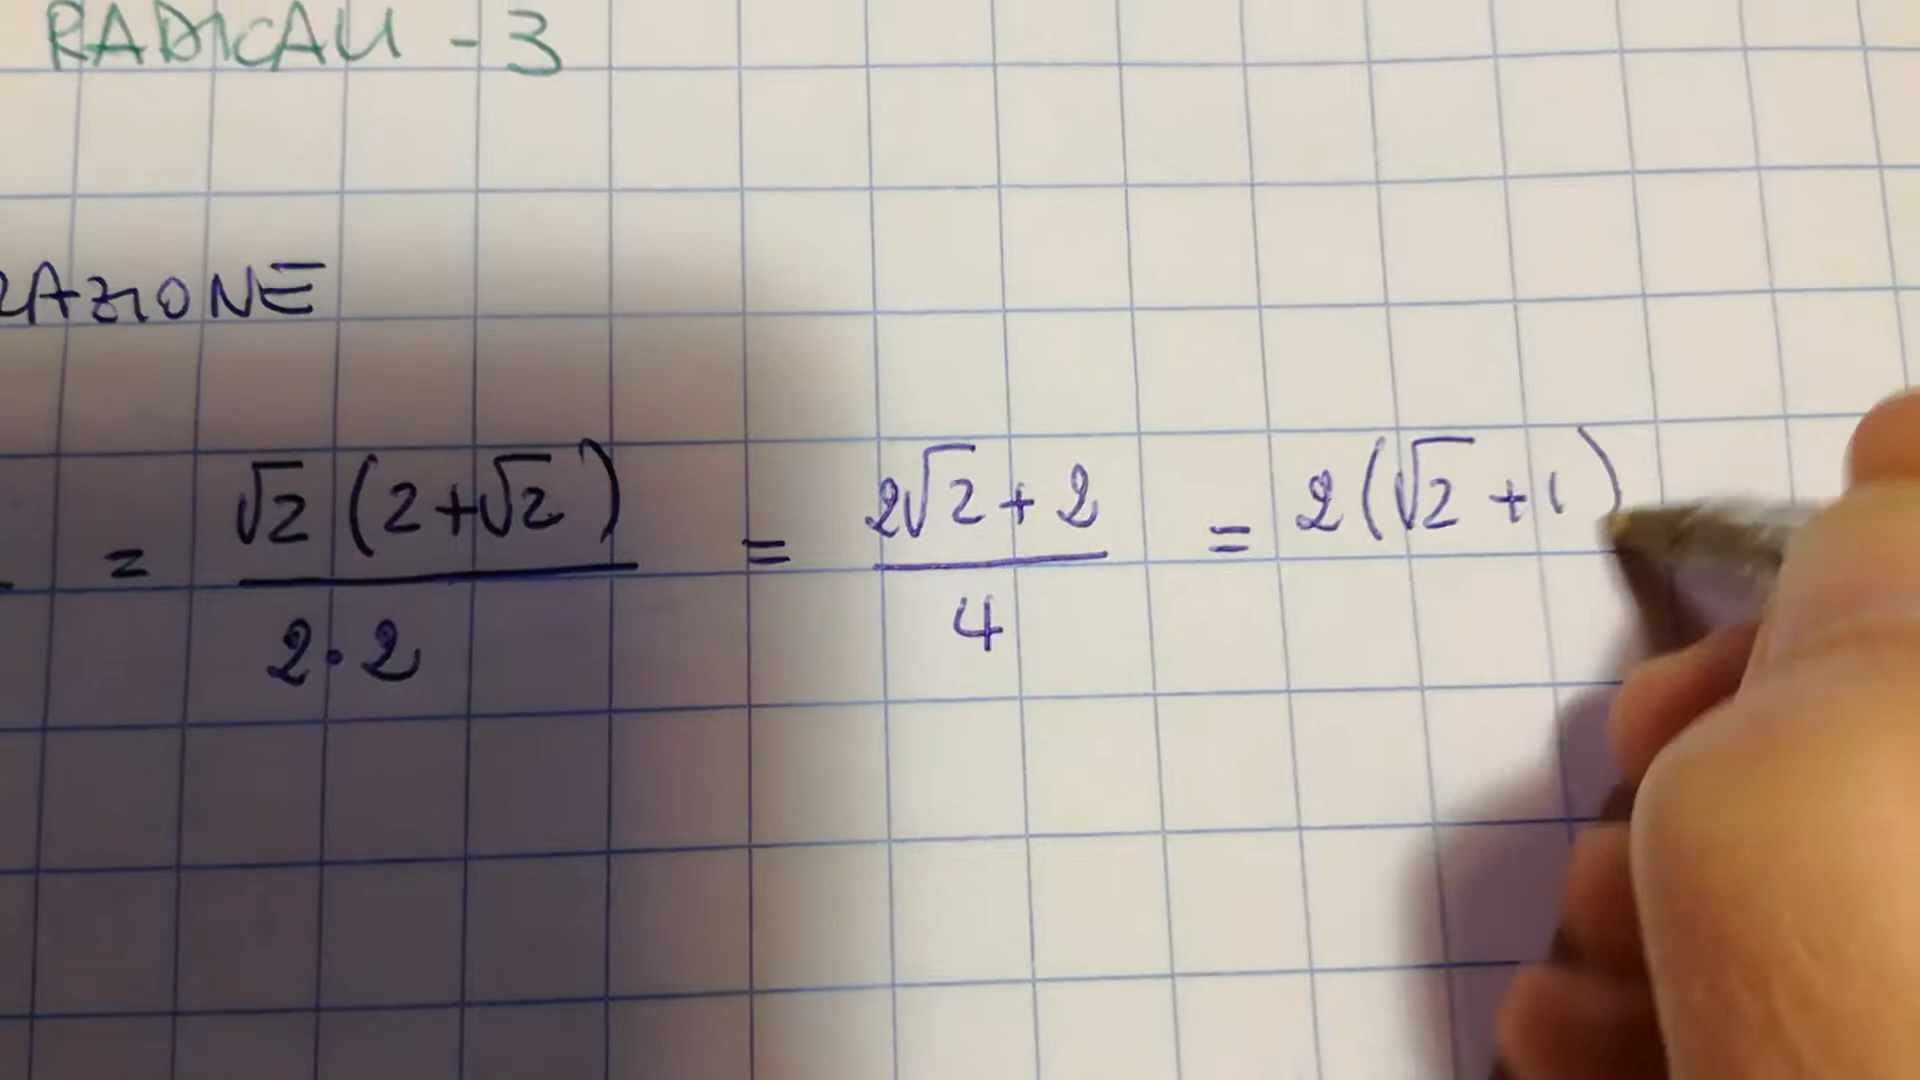 RADICALI - 3
RAZIONE
= √2 (2+√2) / 2·2 = 2√2+2 / 4 = 2(√2+1)